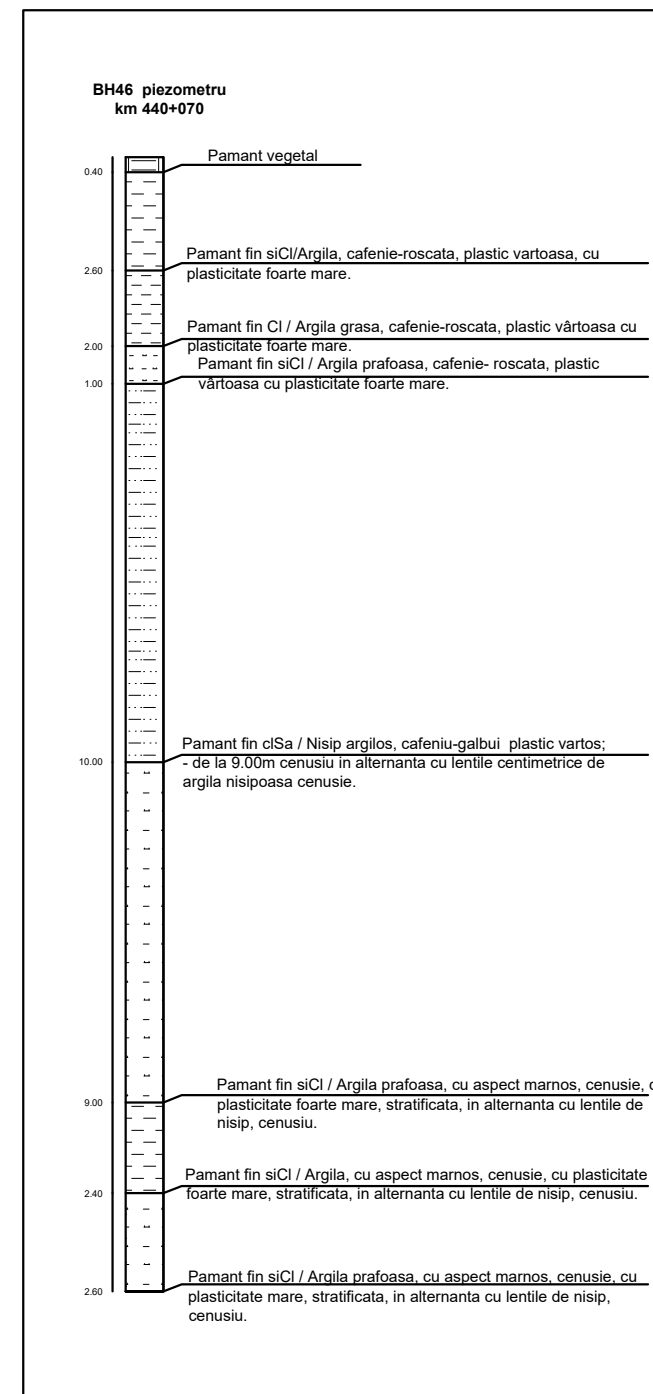 BH46 piezometru
km 440+070
Pamant vegetal
0.40
Pamant fin siCl/Argila, cafenie-roscata, plastic vartoasa, cu
2.60
plasticitate foarte mare.
Pamant fin Cl / Argila grasa, cafenie-roscata, plastic vârtoasa cu
2.00
plasticitate foarte mare.
Pamant fin siCl / Argila prafoasa, cafenie- roscata, plastic
1.00
vârtoasa cu plasticitate foarte mare.
Pamant fin clSa / Nisip argilos, cafeniu-galbui plastic vartos;
10.00
- de la 9.00m cenusiu in alternanta cu lentile centimetrice de
argila nisipoasa cenusie.
Pamant fin siCl / Argila prafoasa, cu aspect marnos, cenusie,
9.00
plasticitate foarte mare, stratificata, in alternanta cu lentile de
nisip, cenusiu.
Pamant fin siCl / Argila, cu aspect marnos, cenusie, cu plasticitate
2.40
foarte mare, stratificata, in alternanta cu lentile de nisip, cenusiu.
Pamant fin siCl / Argila prafoasa, cu aspect marnos, cenusie, cu
2.60
plasticitate mare, stratificata, in alternanta cu lentile de nisip,
cenusiu.